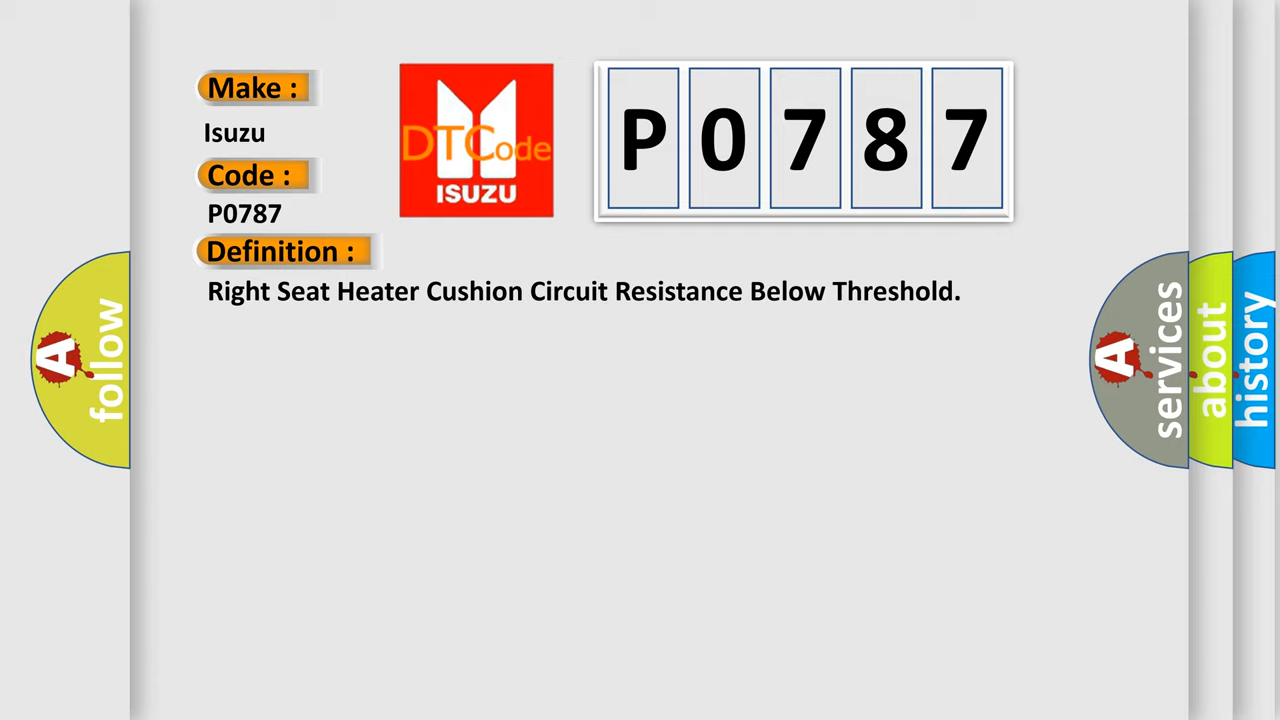 Make :
Isuzu
Code :
P0787
Definition :
Right Seat Heater Cushion Circuit Resistance Below Threshold.
DTCode
ISUZU
P 0 7 8 7
A follow
A services
about
history